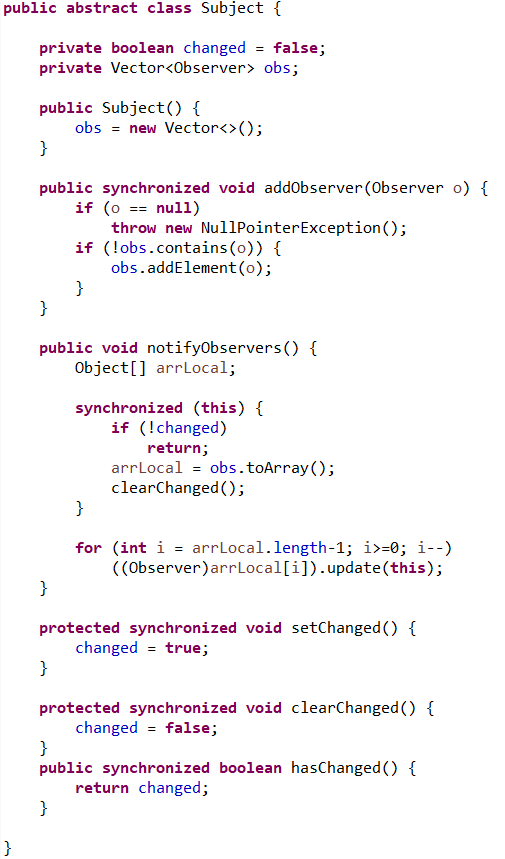 public abstract class Subject {
    private boolean changed = false;
    private Vector<Observer> obs;
    public Subject() {
        obs = new Vector<>();
    }
    public synchronized void addObserver(Observer o) {
        if (o == null)
            throw new NullPointerException();
        if (!obs.contains(o)) {
            obs.addElement(o);
        }
    }
    public void notifyObservers() {
        Object[] arrLocal;
        synchronized (this) {
            if (!changed)
                return;
            arrLocal = obs.toArray();
            clearChanged();
        }
        for (int i = arrLocal.length-1; i>=0; i--)
            ((Observer)arrLocal[i]).update(this);
    }
    protected synchronized void setChanged() {
        changed = true;
    }
    protected synchronized void clearChanged() {
        changed = false;
    }
    public synchronized boolean hasChanged() {
        return changed;
    }
}